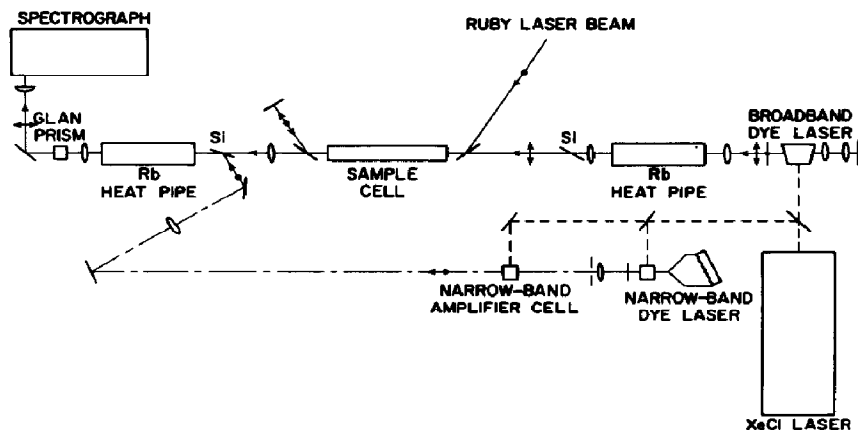 SPECTROGRAPH
RUBY LASER BEAM
GLAN
PRISM
Si
Si
BROADBAND
DYE LASER
Rb
HEAT PIPE
SAMPLE
CELL
Rb
HEAT PIPE
NARROW-BAND
AMPLIFIER CELL
NARROW-BAND
DYE LASER
XeCl LASER